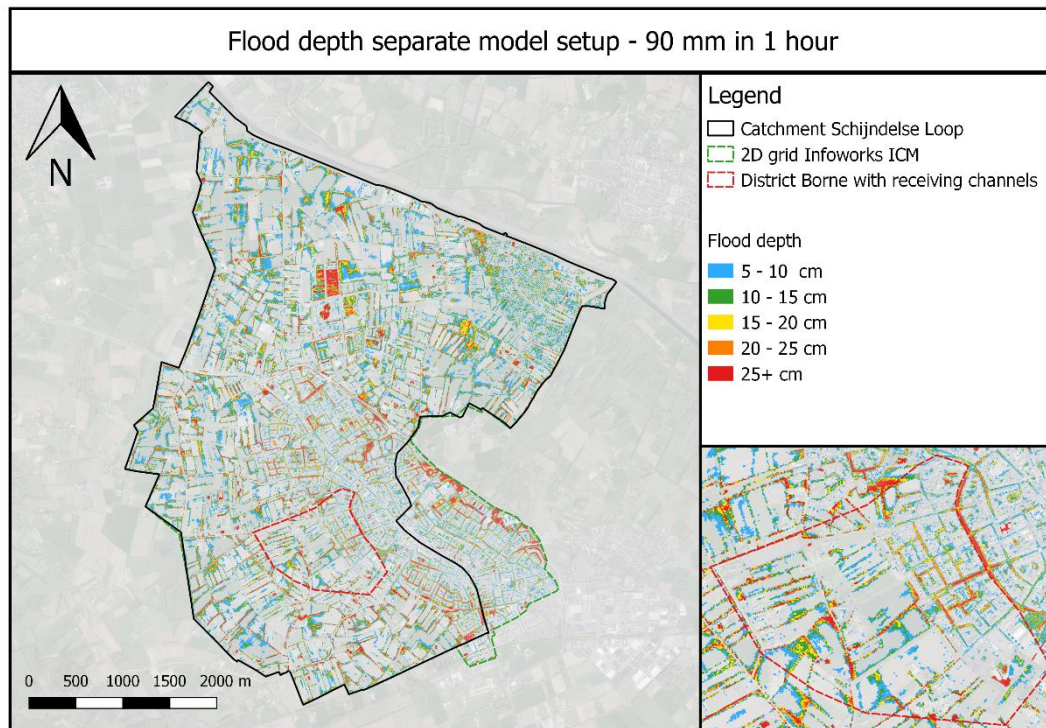 Flood depth separate model setup - 90 mm in 1 hour
N
0 500 1000 1500 2000 m
Legend
Catchment Schijndelse Loop
2D grid Infoworks ICM
District Borne with receiving channels
Flood depth
5 - 10 cm
10 - 15 cm
15 - 20 cm
20 - 25 cm
25+ cm